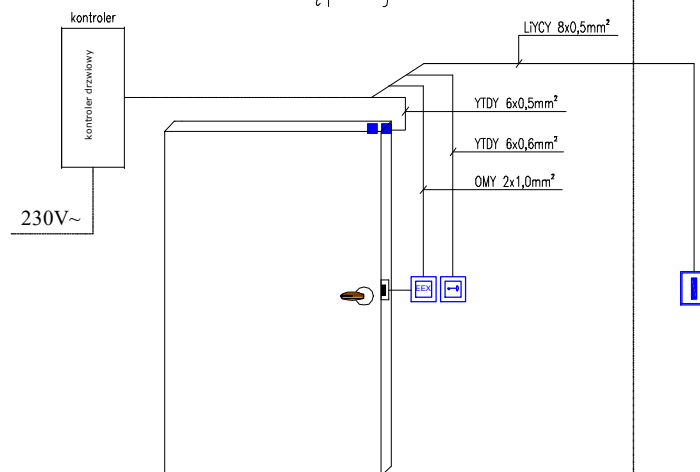 kontroler
LiYCY 8x0,5mm²
kontroler drzwiowy
YTDY 6x0,5mm²
YTDY 6x0,6mm²
OMY 2x1,0mm²
230V~
EEX